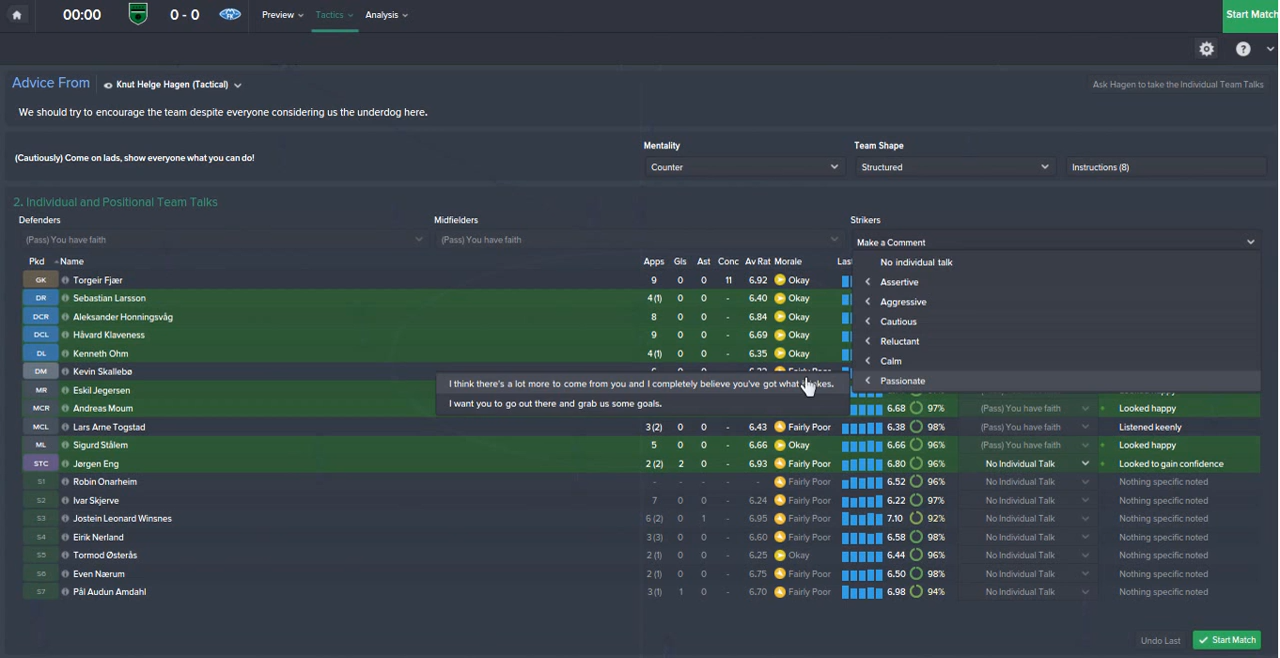 00:00 0 - 0 Preview Tactics Analysis Start Match
?
Advice From Knut Helge Hagen (Tactical) Ask Hagen to take the Individual Team Talks
We should try to encourage the team despite everyone considering us the underdog here.
Mentality Team Shape
(Cautiously) Come on lads, show everyone what you can do!
Counter Structured Instructions (8)
2. Individual and Positional Team Talks
Defenders Midfielders Strikers
(Pass) You have faith (Pass) You have faith Make a Comment
Pkd Name Apps Gls Ast Conc Av Rat Morale Las No individual talk
GK Torgeir Fjær 9 0 0 11 6.92 Okay Assertive
DR Sebastian Larsson 4 (1) 0 0 - 6.40 Okay Aggressive
DCR Aleksander Honningsvåg 8 0 0 - 6.84 Okay Cautious
DCL Håvard Klaveness 9 0 0 - 6.69 Okay Reluctant
DL Kenneth Ohm 4 (1) 0 0 - 6.35 Okay Calm
DM Kevin Skallebø Passionate
I think there's a lot more to come from you and I completely believe you've got what
MR Eskil Jegersen
I want you to go out there and grab us some goals.
MCR Andreas Moum 6.68 97% (Pass) You have faith Looked happy
MCL Lars Arne Togstad 3 (2) 0 0 - 6.43 Fairly Poor 6.38 98% (Pass) You have faith Listened keenly
ML Sigurd Stålem 5 0 0 - 6.66 Okay 6.66 96% (Pass) You have faith Looked happy
STC Jørgen Eng 2 (2) 2 0 - 6.93 Fairly Poor 6.80 96% No Individual Talk Looked to gain confidence
S1 Robin Onarheim - - - - - Fairly Poor 6.52 96% No Individual Talk Nothing specific noted
S2 Ivar Skjerve 7 0 0 - 6.24 Fairly Poor 6.22 97% No Individual Talk Nothing specific noted
S3 Jostein Leonard Winsnes 6 (2) 0 1 - 6.95 Fairly Poor 7.10 92% No Individual Talk Nothing specific noted
S4 Eirik Nerland 3 (3) 0 0 - 6.60 Fairly Poor 6.58 98% No Individual Talk Nothing specific noted
S5 Tormod Østerås 2 (1) 0 0 - 6.25 Okay 6.44 96% No Individual Talk Nothing specific noted
S6 Even Nærum 2 (1) 0 0 - 6.75 Fairly Poor 6.50 98% No Individual Talk Nothing specific noted
S7 Pål Audun Amdahl 3 (1) 1 0 - 6.70 Fairly Poor 6.98 94% No Individual Talk Nothing specific noted
Undo Last Start Match